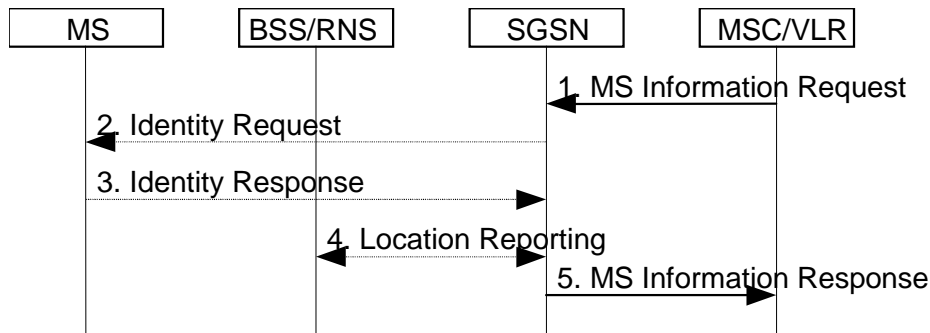 MS
BSS/RNS
SGSN
MSC/VLR
1. MS Information Request
2. Identity Request
3. Identity Response
4. Location Reporting
5. MS Information Response